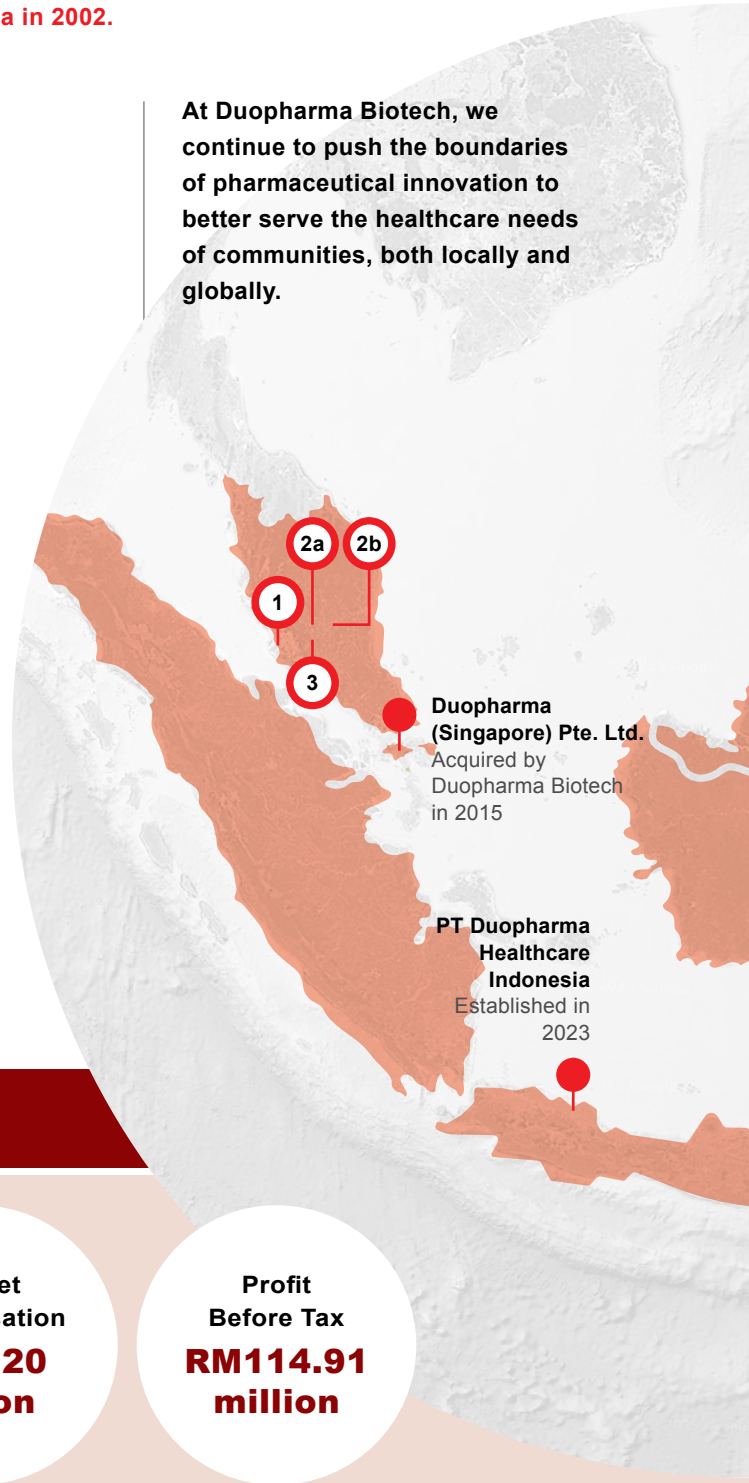 a in 2002.
At Duopharma Biotech, we
continue to push the boundaries
of pharmaceutical innovation to
better serve the healthcare needs
of communities, both locally and
globally.
2a
2b
1
3
Duopharma
(Singapore) Pte. Ltd.
Acquired by
Duopharma Biotech
in 2015
PT Duopharma
Healthcare
Indonesia
Established in
2023
et
ation
20
on
Profit
Before Tax
RM114.91
million